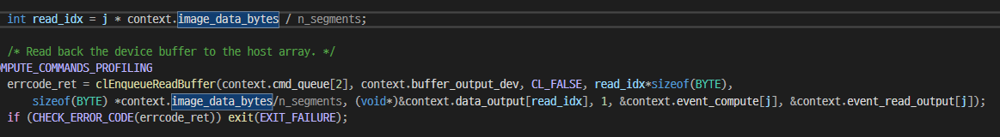 int read_idx = j * context.image_data_bytes / n_segments;
/* Read back the device buffer to the host array. */
OMPUTE_COMMANDS_PROFILING
errcode_ret = clEnqueueReadBuffer(context.cmd_queue[2], context.buffer_output_dev, CL_FALSE, read_idx*sizeof(BYTE),
sizeof(BYTE) *context.image_data_bytes/n_segments, (void*)&context.data_output[read_idx], 1, &context.event_compute[j], &context.event_read_output[j]);
if (CHECK_ERROR_CODE(errcode_ret)) exit(EXIT_FAILURE);